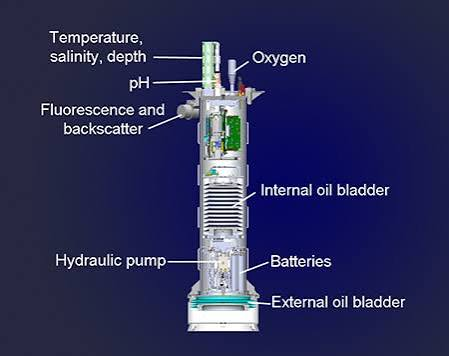 Temperature,
salinity, depth
Oxygen
pH
Fluorescence and
backscatter
Internal oil bladder
Hydraulic pump
Batteries
External oil bladder